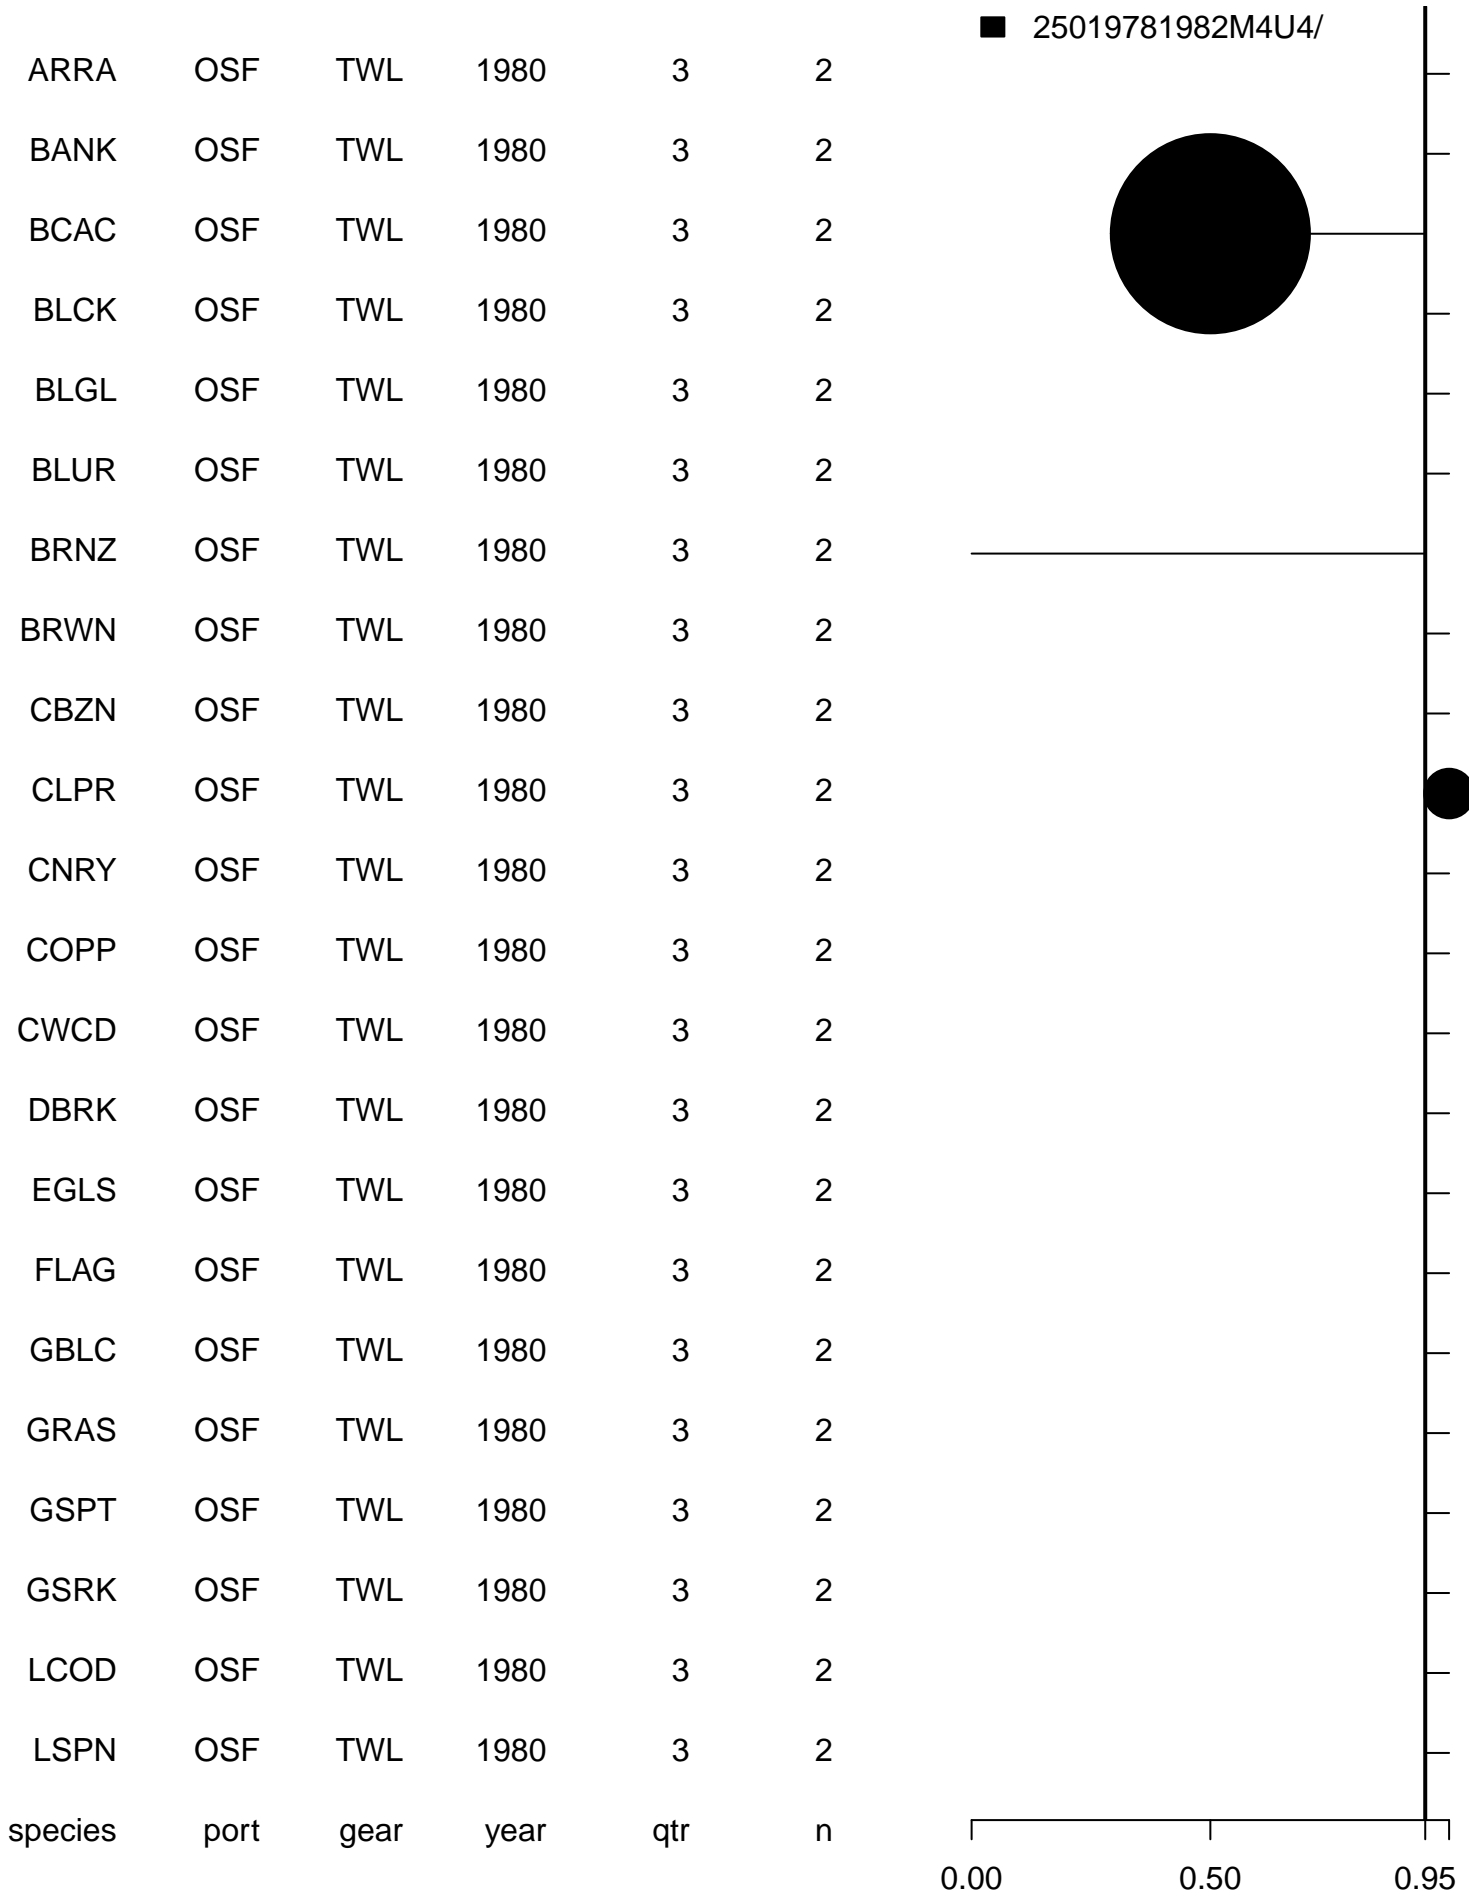 25019781982M4U4/
ARRA OSF TWL 1980 3 2
BANK OSF TWL 1980 3 2
BCAC OSF TWL 1980 3 2
BLCK OSF TWL 1980 3 2
BLGL OSF TWL 1980 3 2
BLUR OSF TWL 1980 3 2
BRNZ OSF TWL 1980 3 2
BRWN OSF TWL 1980 3 2
CBZN OSF TWL 1980 3 2
CLPR OSF TWL 1980 3 2
CNRY OSF TWL 1980 3 2
COPP OSF TWL 1980 3 2
CWCD OSF TWL 1980 3 2
DBRK OSF TWL 1980 3 2
EGLS OSF TWL 1980 3 2
FLAG OSF TWL 1980 3 2
GBLC OSF TWL 1980 3 2
GRAS OSF TWL 1980 3 2
GSPT OSF TWL 1980 3 2
GSRK OSF TWL 1980 3 2
LCOD OSF TWL 1980 3 2
LSPN OSF TWL 1980 3 2
species port gear year qtr n
0.00 0.50 0.95